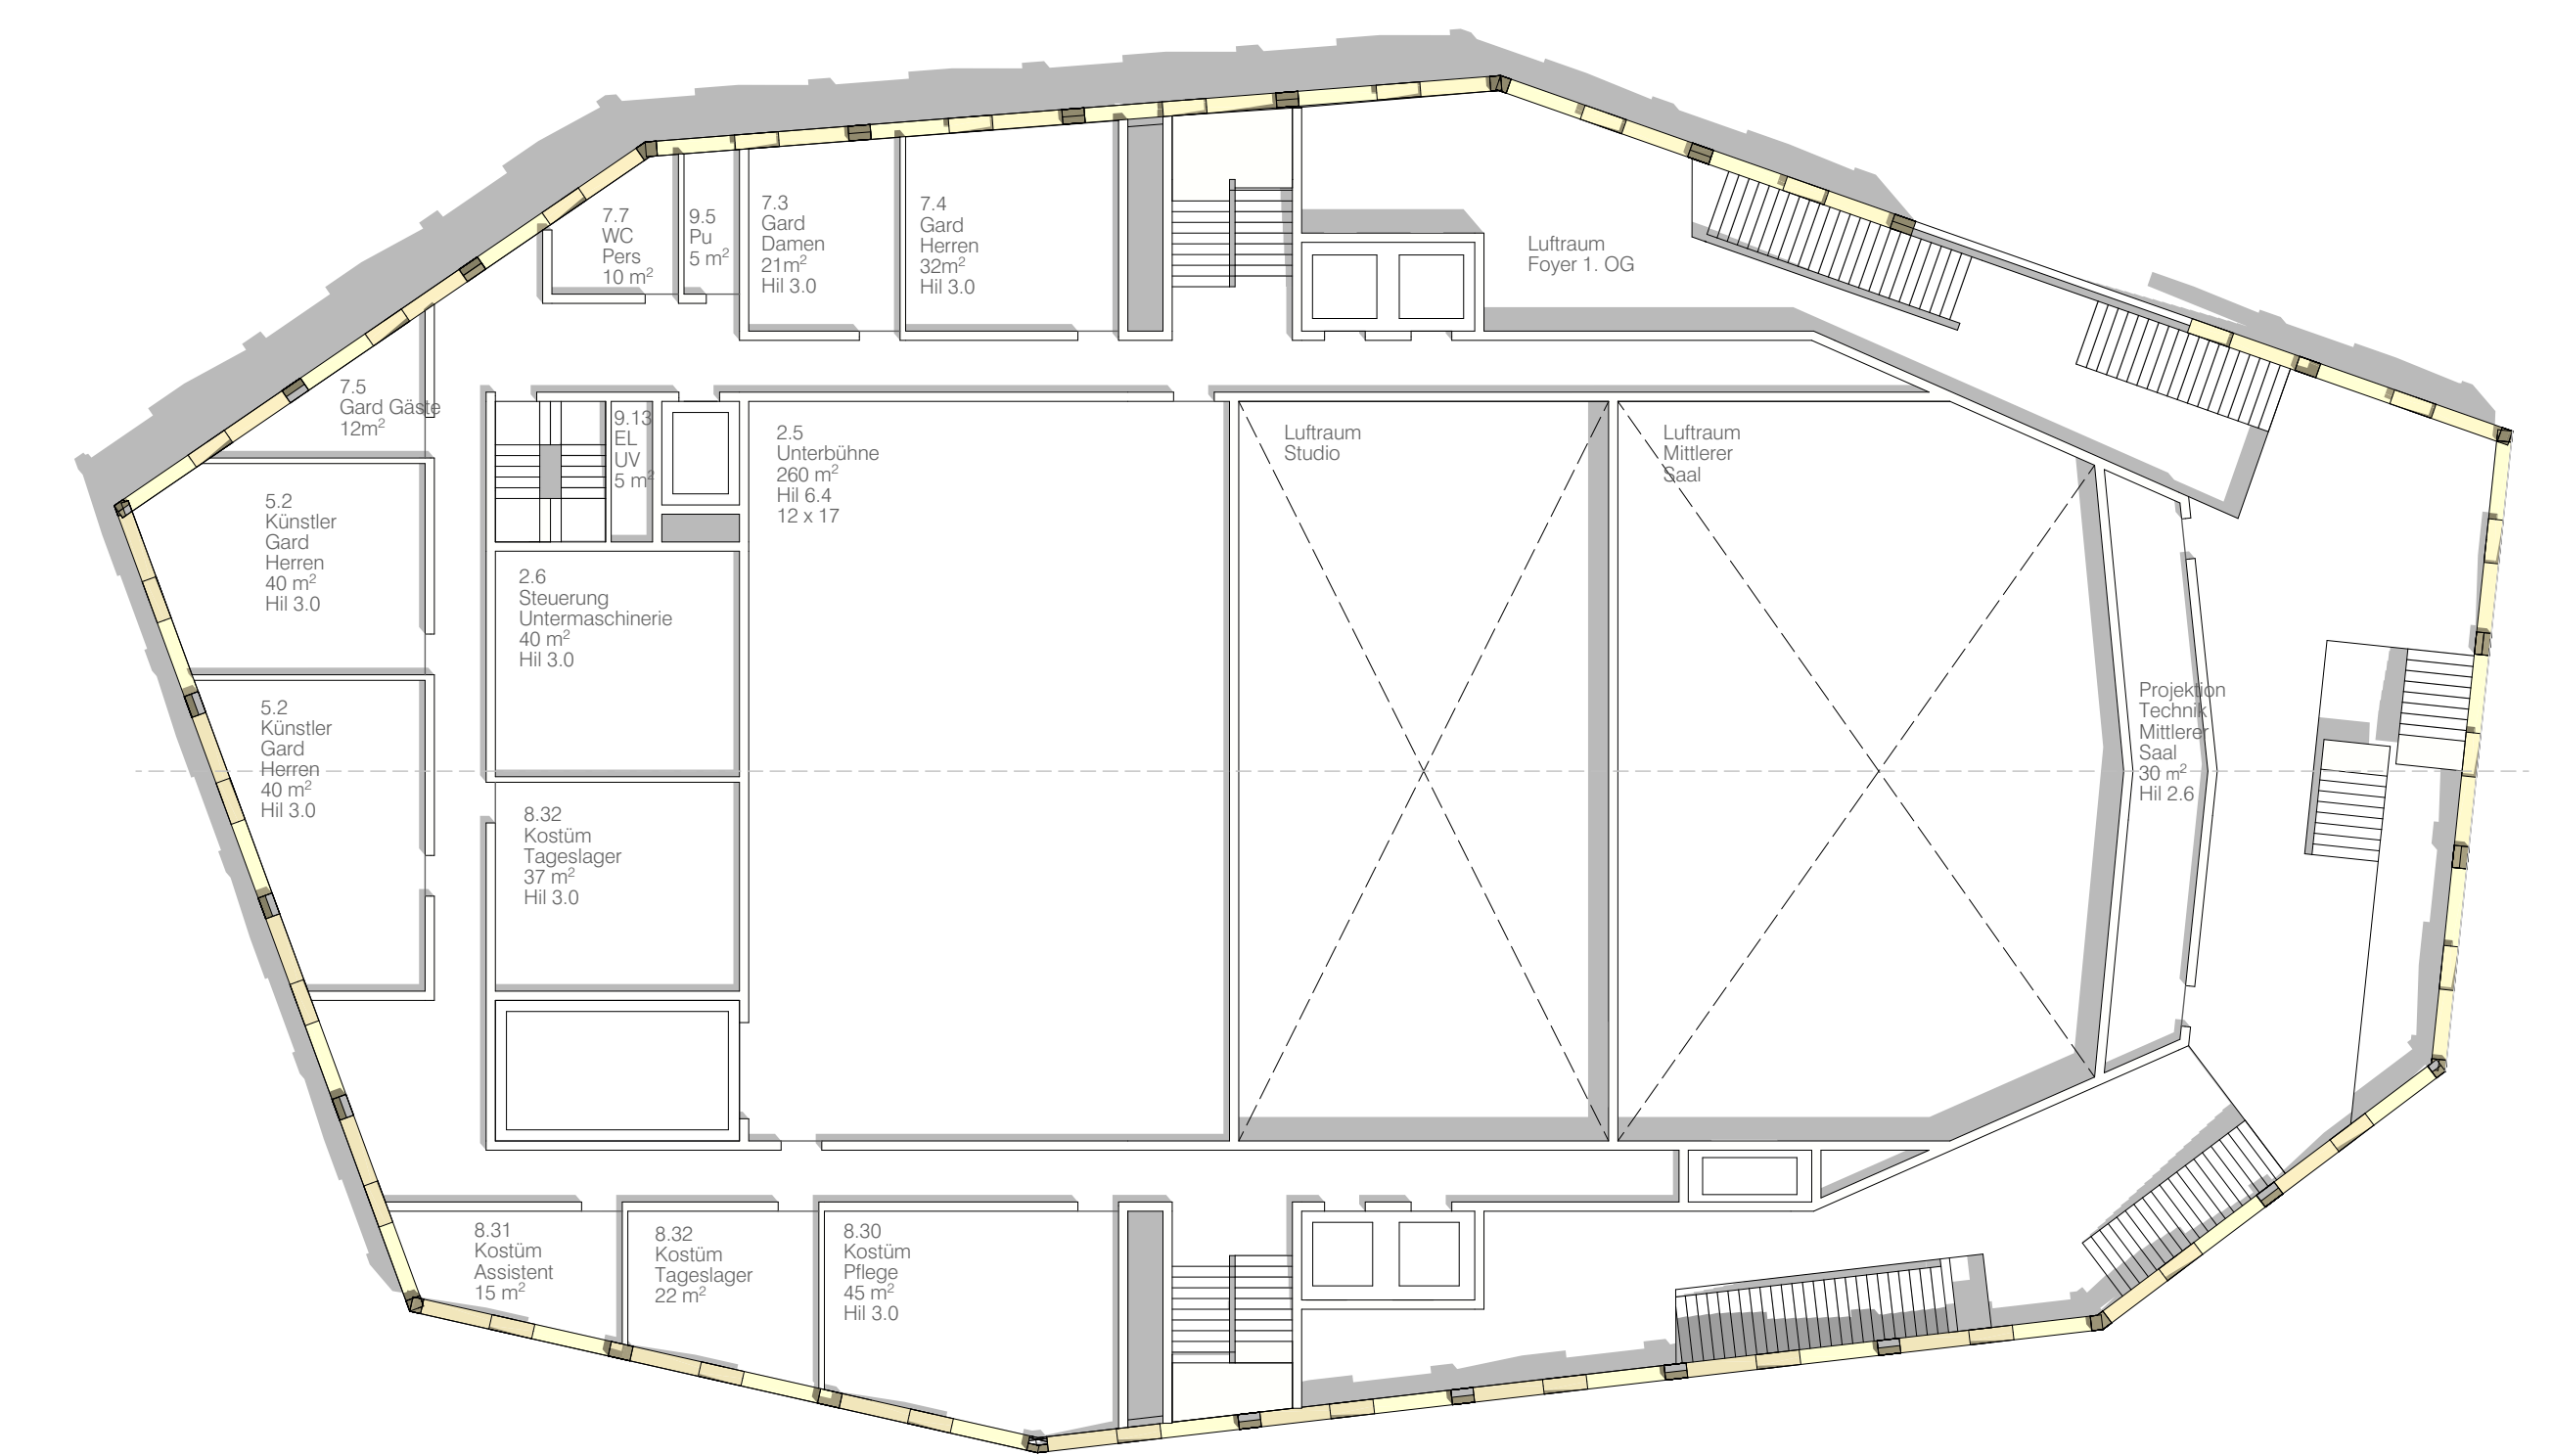 7.7
WC
Pers
10 m²
9.5
Pu
5 m²
7.3
Gard
Damen
21m²
Hil 3.0
7.4
Gard
Herren
32m²
Hil 3.0
Luftraum
Foyer 1. OG
7.5
Gard Gäste
12m²
9.13
EL
UV
5 m²
2.5
Unterbühne
260 m²
Hil 6.4
12 x 17
Luftraum
Studio
Luftraum
Mittlerer
Saal
5.2
Künstler
Gard
Herren
40 m²
Hil 3.0
2.6
Steuerung
Untermaschinerie
40 m²
Hil 3.0
5.2
Künstler
Gard
Herren
40 m²
Hil 3.0
Projektion
Technik
Mittlerer
Saal
30 m²
Hil 2.6
8.32
Kostüm
Tageslager
37 m²
Hil 3.0
8.31
Kostüm
Assistent
15 m²
8.32
Kostüm
Tageslager
22 m²
8.30
Kostüm
Pflege
45 m²
Hil 3.0